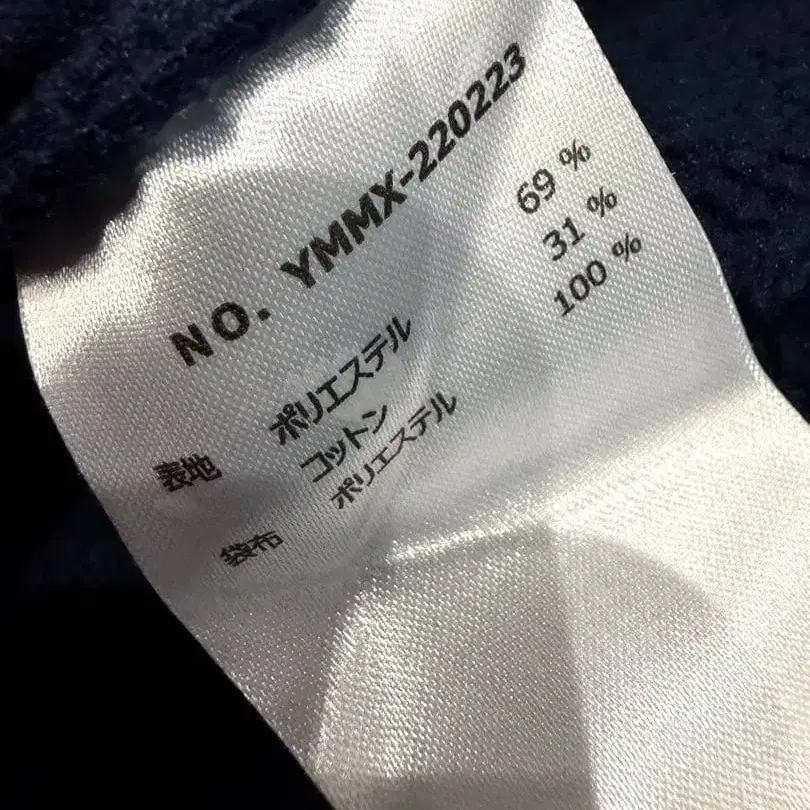 NO. YMMX-220223
表地 ポリエステル 69 %
コットン 31 %
袋布 ポリエステル 100 %